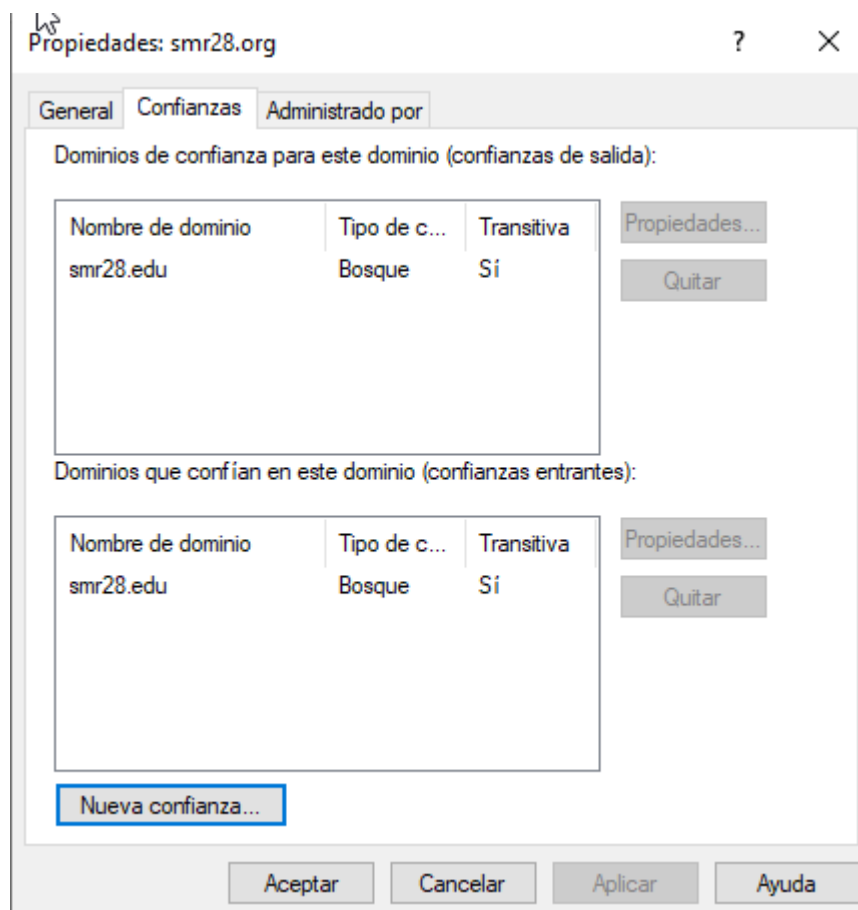 Propiedades: smr28.org ? ×
General Confianzas Administrado por
Dominios de confianza para este dominio (confianzas de salida):
Nombre de dominio Tipo de c... Transitiva Propiedades...
smr28.edu Bosque Sí Quitar
Dominios que confían en este dominio (confianzas entrantes):
Nombre de dominio Tipo de c... Transitiva Propiedades...
smr28.edu Bosque Sí Quitar
Nueva confianza...
Aceptar Cancelar Aplicar Ayuda